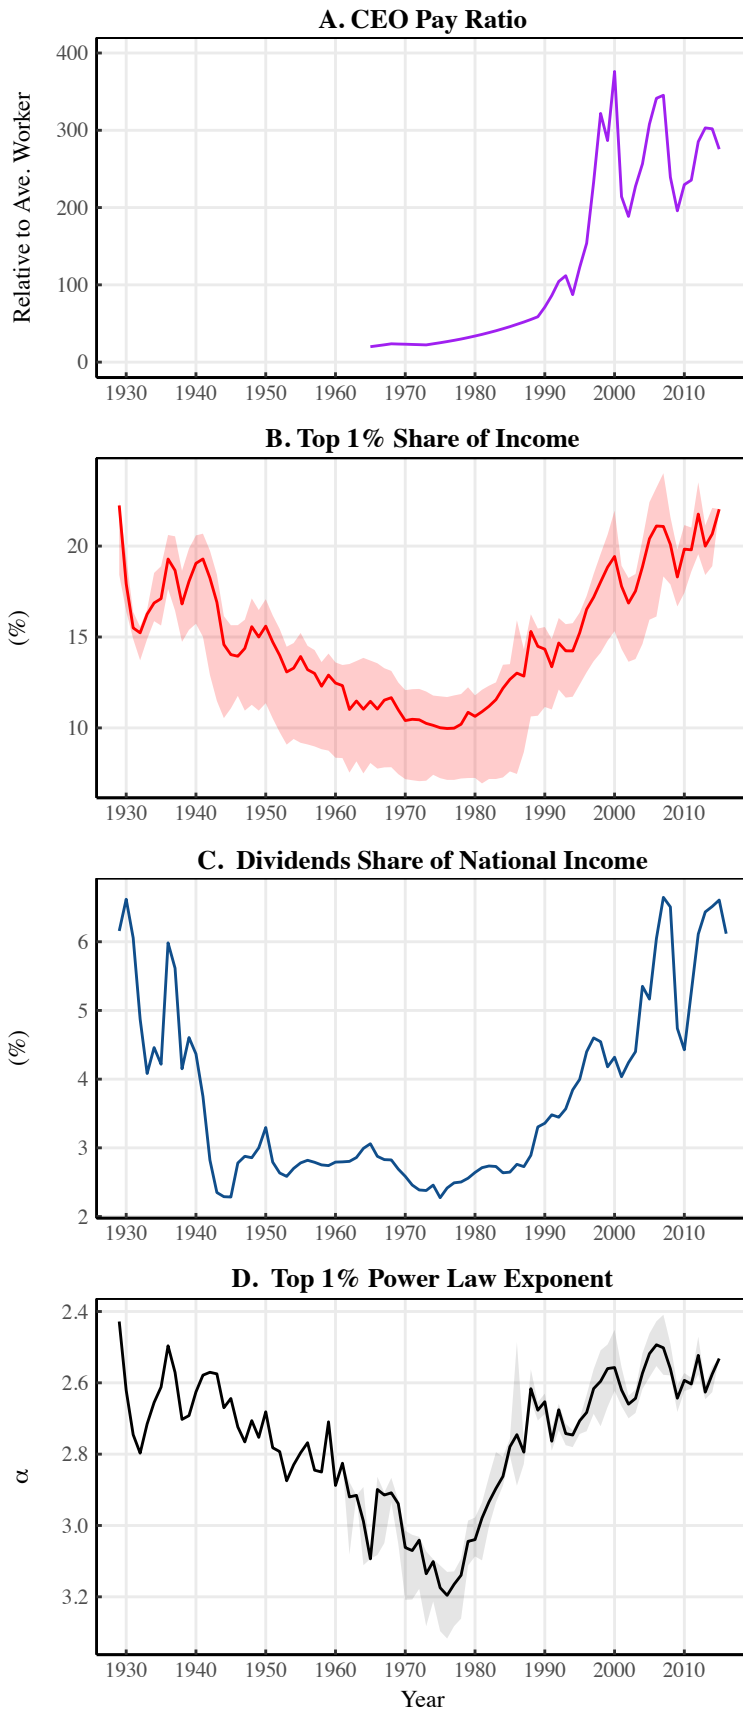 A. CEO Pay Ratio
Relative to Ave. Worker
400
300
200
100
0
1930 1940 1950 1960 1970 1980 1990 2000 2010
B. Top 1% Share of Income
(%)
20
15
10
1930 1940 1950 1960 1970 1980 1990 2000 2010
C. Dividends Share of National Income
(%)
6
5
4
3
2
1930 1940 1950 1960 1970 1980 1990 2000 2010
D. Top 1% Power Law Exponent
α
2.4
2.6
2.8
3.0
3.2
1930 1940 1950 1960 1970 1980 1990 2000 2010
Year